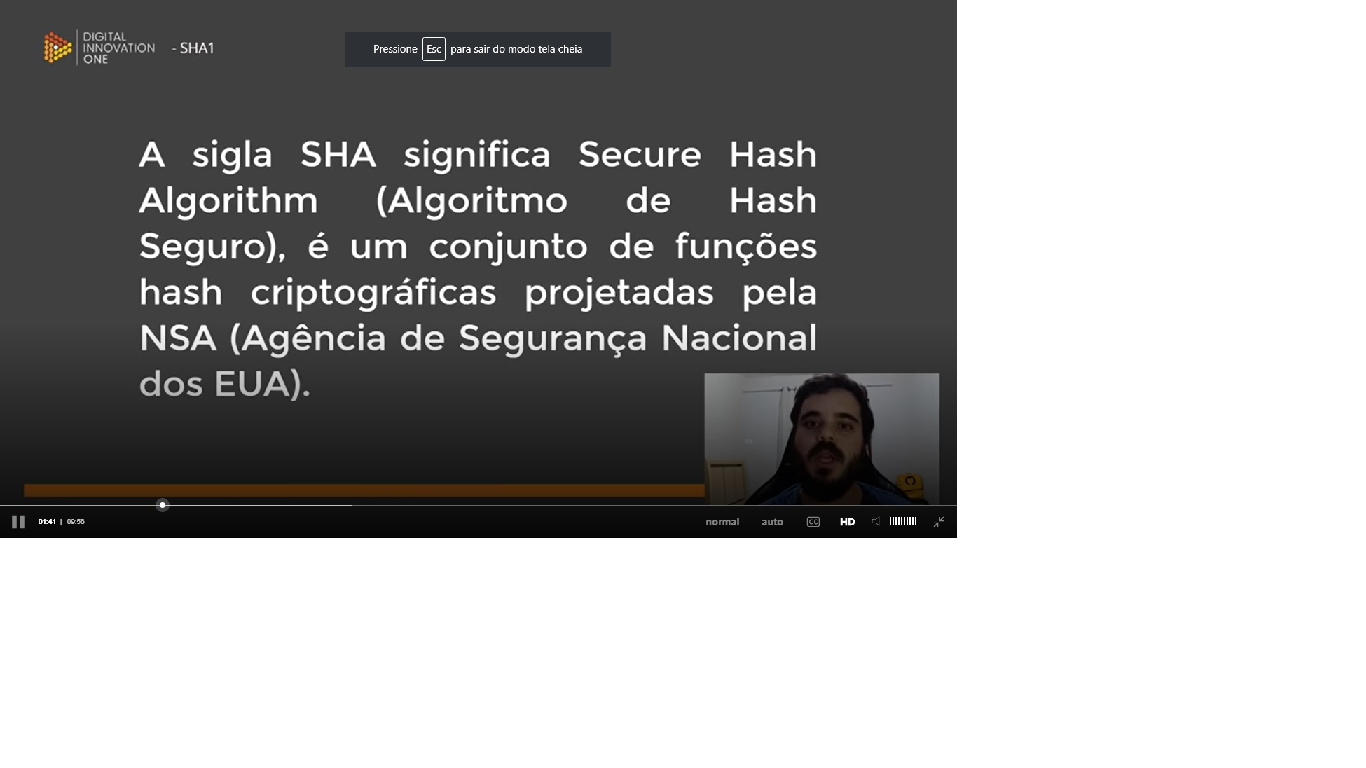 DIGITAL
INNOVATION
ONE
- SHA1
Pressione Esc para sair do modo tela cheia
A sigla SHA significa Secure Hash
Algorithm (Algoritmo de Hash
Seguro), é um conjunto de funções
hash criptográficas projetadas pela
NSA (Agência de Segurança Nacional
dos EUA).
01:41 | 09:56
normal auto CC HD